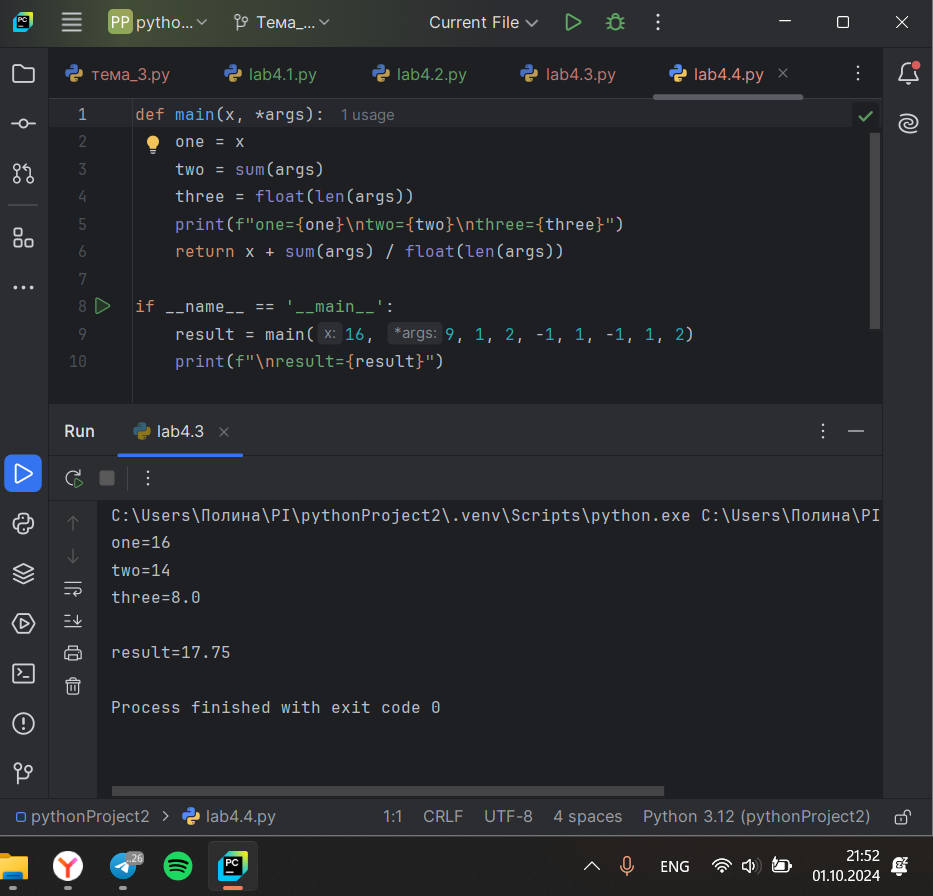 PC PP pytho... Тема_... Current File
тема_3.py lab4.1.py lab4.2.py lab4.3.py lab4.4.py
1 def main(x, *args): 1 usage
2     one = x
3     two = sum(args)
4     three = float(len(args))
5     print(f"one={one}\ntwo={two}\nthree={three}")
6     return x + sum(args) / float(len(args))
7
8 if __name__ == '__main__':
9     result = main( x: 16, *args: 9, 1, 2, -1, 1, -1, 1, 2)
10     print(f"\nresult={result}")
Run lab4.3
C:\Users\Полина\PI\pythonProject2\.venv\Scripts\python.exe C:\Users\Полина\PI
one=16
two=14
three=8.0
result=17.75
Process finished with exit code 0
pythonProject2 > lab4.4.py 1:1 CRLF UTF-8 4 spaces Python 3.12 (pythonProject2)
..26 PC ENG 21:52
01.10.2024